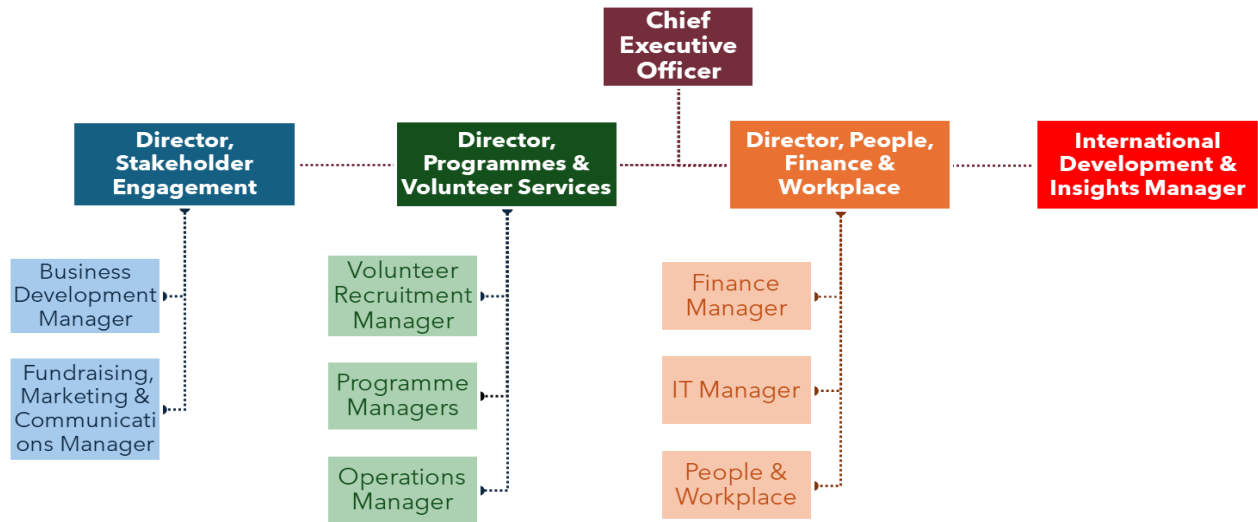 Chief
Executive
Officer
Director,
Stakeholder
Engagement
Director,
Programmes &
Volunteer Services
Director, People,
Finance &
Workplace
International
Development &
Insights Manager
Business
Development
Manager
Fundraising,
Marketing &
Communicati
ons Manager
Volunteer
Recruitment
Manager
Programme
Managers
Operations
Manager
Finance
Manager
IT Manager
People &
Workplace